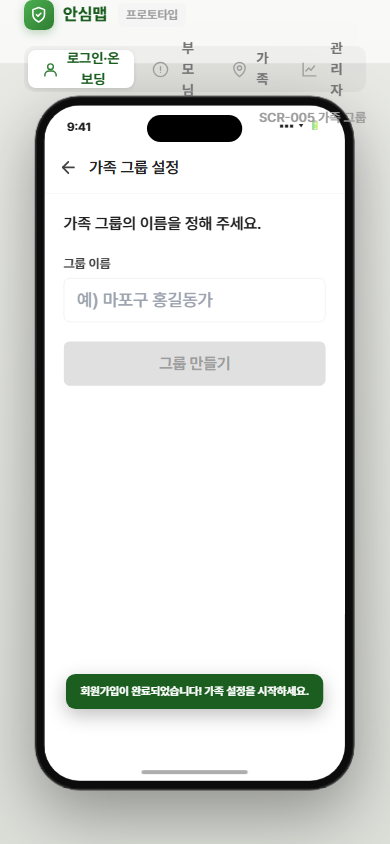 안심맵 프로토타입
로그인·온
보딩
부
모
님
가
족
관
리
자
SCR-005 가족 그룹
9:41
가족 그룹 설정
가족 그룹의 이름을 정해 주세요.
그룹 이름
예) 마포구 홍길동가
그룹 만들기
회원가입이 완료되었습니다! 가족 설정을 시작하세요.